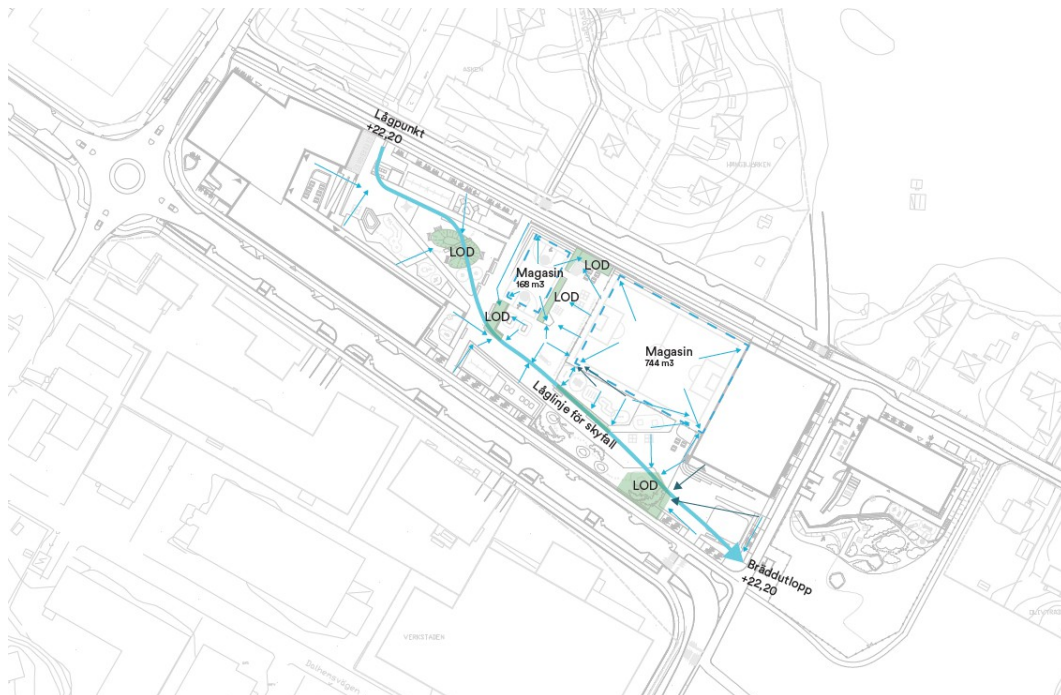 Lågpunkt
+22,20
LOD
Magasin
168 m3
LOD
LOD
LOD
Magasin
744 m3
Låglinje för skyfall
LOD
Bräddutlopp
+22,20
VERKSTADEN